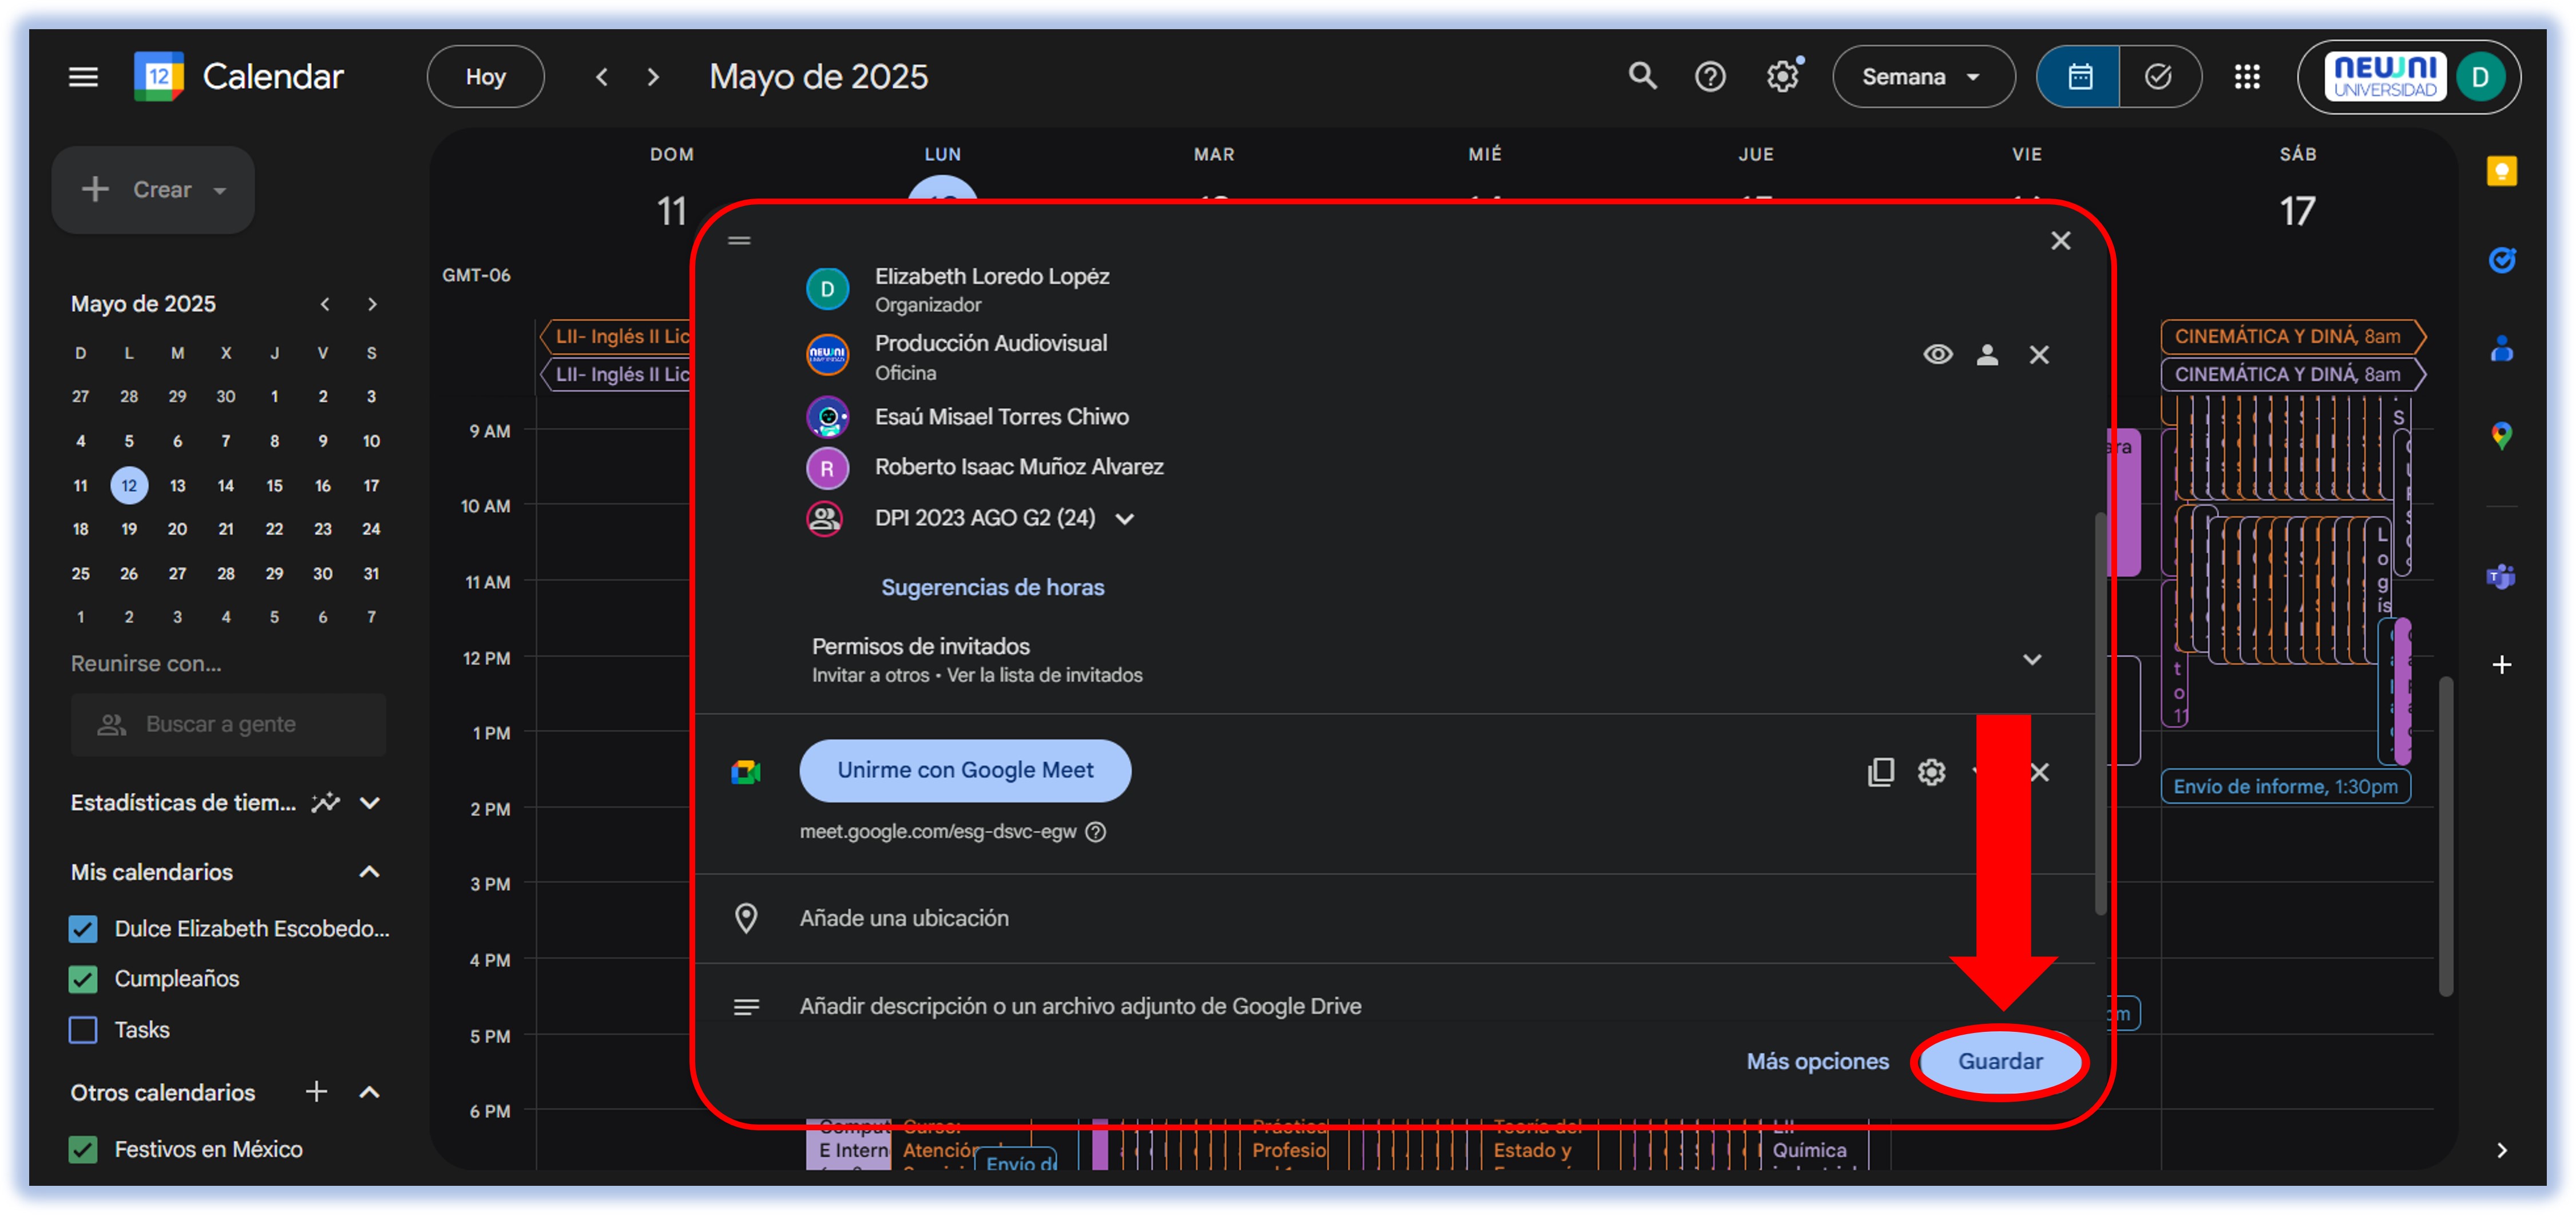 12 Calendar
Hoy
Mayo de 2025
Semana
NEUUNI
UNIVERSIDAD
D
Crear
DOM
LUN
MAR
MIÉ
JUE
VIE
SÁB
11
17
GMT-06
Mayo de 2025
D L M X J V S
27 28 29 30 1 2 3
4 5 6 7 8 9 10
11 12 13 14 15 16 17
18 19 20 21 22 23 24
25 26 27 28 29 30 31
1 2 3 4 5 6 7
Reunirse con...
Buscar a gente
Estadísticas de tiem...
Mis calendarios
Dulce Elizabeth Escobedo...
Cumpleaños
Tasks
Otros calendarios
Festivos en México
LII- Inglés II Lic
LII- Inglés II Lic
9 AM
10 AM
11 AM
12 PM
1 PM
2 PM
3 PM
4 PM
5 PM
6 PM
D
Elizabeth Loredo Lopéz
Organizador
NEUUNI
Producción Audiovisual
Oficina
Esaú Misael Torres Chiwo
R
Roberto Isaac Muñoz Alvarez
DPI 2023 AGO G2 (24)
Sugerencias de horas
Permisos de invitados
Invitar a otros • Ver la lista de invitados
Unirme con Google Meet
meet.google.com/esg-dsvc-egw
Añade una ubicación
Añadir descripción o un archivo adjunto de Google Drive
Más opciones
Guardar
CINEMÁTICA Y DINÁ, 8am
CINEMÁTICA Y DINÁ, 8am
Envío de informe, 1:30pm
E Intern
Atención
Envío de
Profesio
Estado y
Química